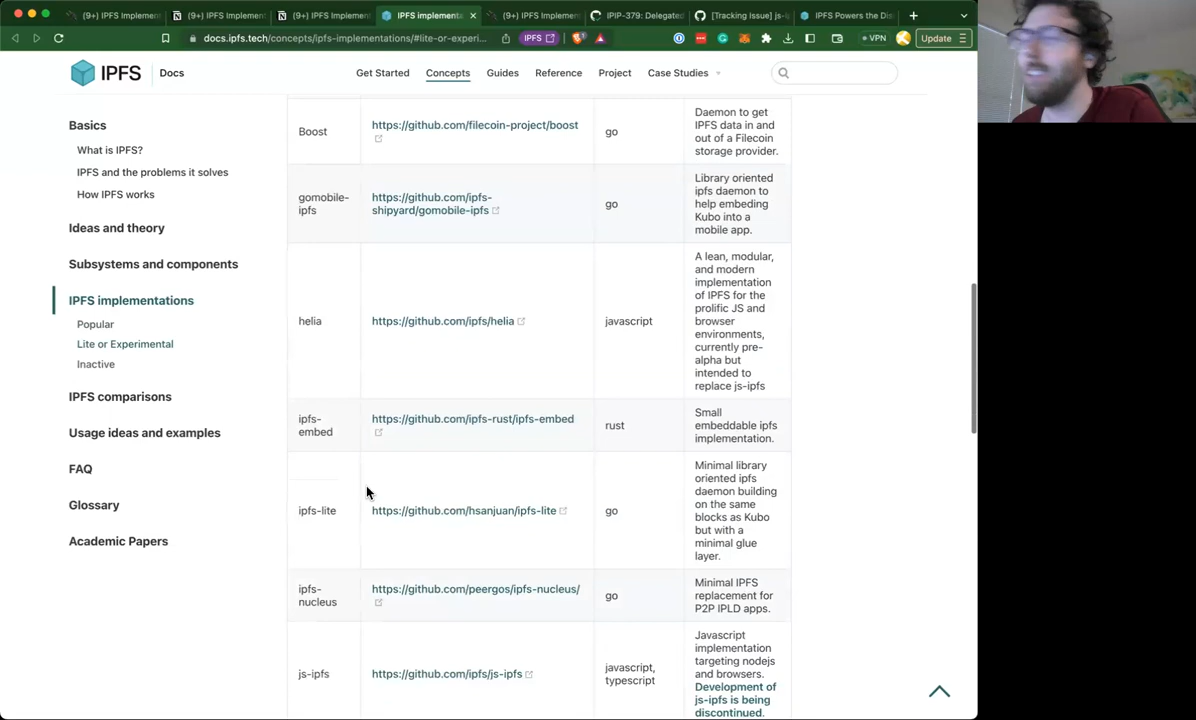 (9+) IPFS Implemen
(9+) IPFS Implemen
(9+) IPFS Implemen
IPFS implementa
(9+) IPFS Implemen
IPIP-379: Delegated
[Tracking Issue] js-i
IPFS Powers the Dis
docs.ipfs.tech/concepts/ipfs-implementations/#lite-or-experi...
IPFS
VPN
Update
IPFS
Docs
Get Started
Concepts
Guides
Reference
Project
Case Studies
Basics
What is IPFS?
IPFS and the problems it solves
How IPFS works
Ideas and theory
Subsystems and components
IPFS implementations
Popular
Lite or Experimental
Inactive
IPFS comparisons
Usage ideas and examples
FAQ
Glossary
Academic Papers
Boost
https://github.com/filecoin-project/boost
go
Daemon to get
IPFS data in and
out of a Filecoin
storage provider.
gomobile-
ipfs
https://github.com/ipfs-
shipyard/gomobile-ipfs
go
Library oriented
ipfs daemon to
help embeding
Kubo into a
mobile app.
helia
https://github.com/ipfs/helia
javascript
A lean, modular,
and modern
implementation
of IPFS for the
prolific JS and
browser
environments,
currently pre-
alpha but
intended to
replace js-ipfs
ipfs-
embed
https://github.com/ipfs-rust/ipfs-embed
rust
Small
embeddable ipfs
implementation.
ipfs-lite
https://github.com/hsanjuan/ipfs-lite
go
Minimal library
oriented ipfs
daemon building
on the same
blocks as Kubo
but with a
minimal glue
layer.
ipfs-
nucleus
https://github.com/peergos/ipfs-nucleus/
go
Minimal IPFS
replacement for
P2P IPLD apps.
js-ipfs
https://github.com/ipfs/js-ipfs
javascript,
typescript
Javascript
implementation
targeting nodejs
and browsers.
Development of
js-ipfs is being
discontinued.